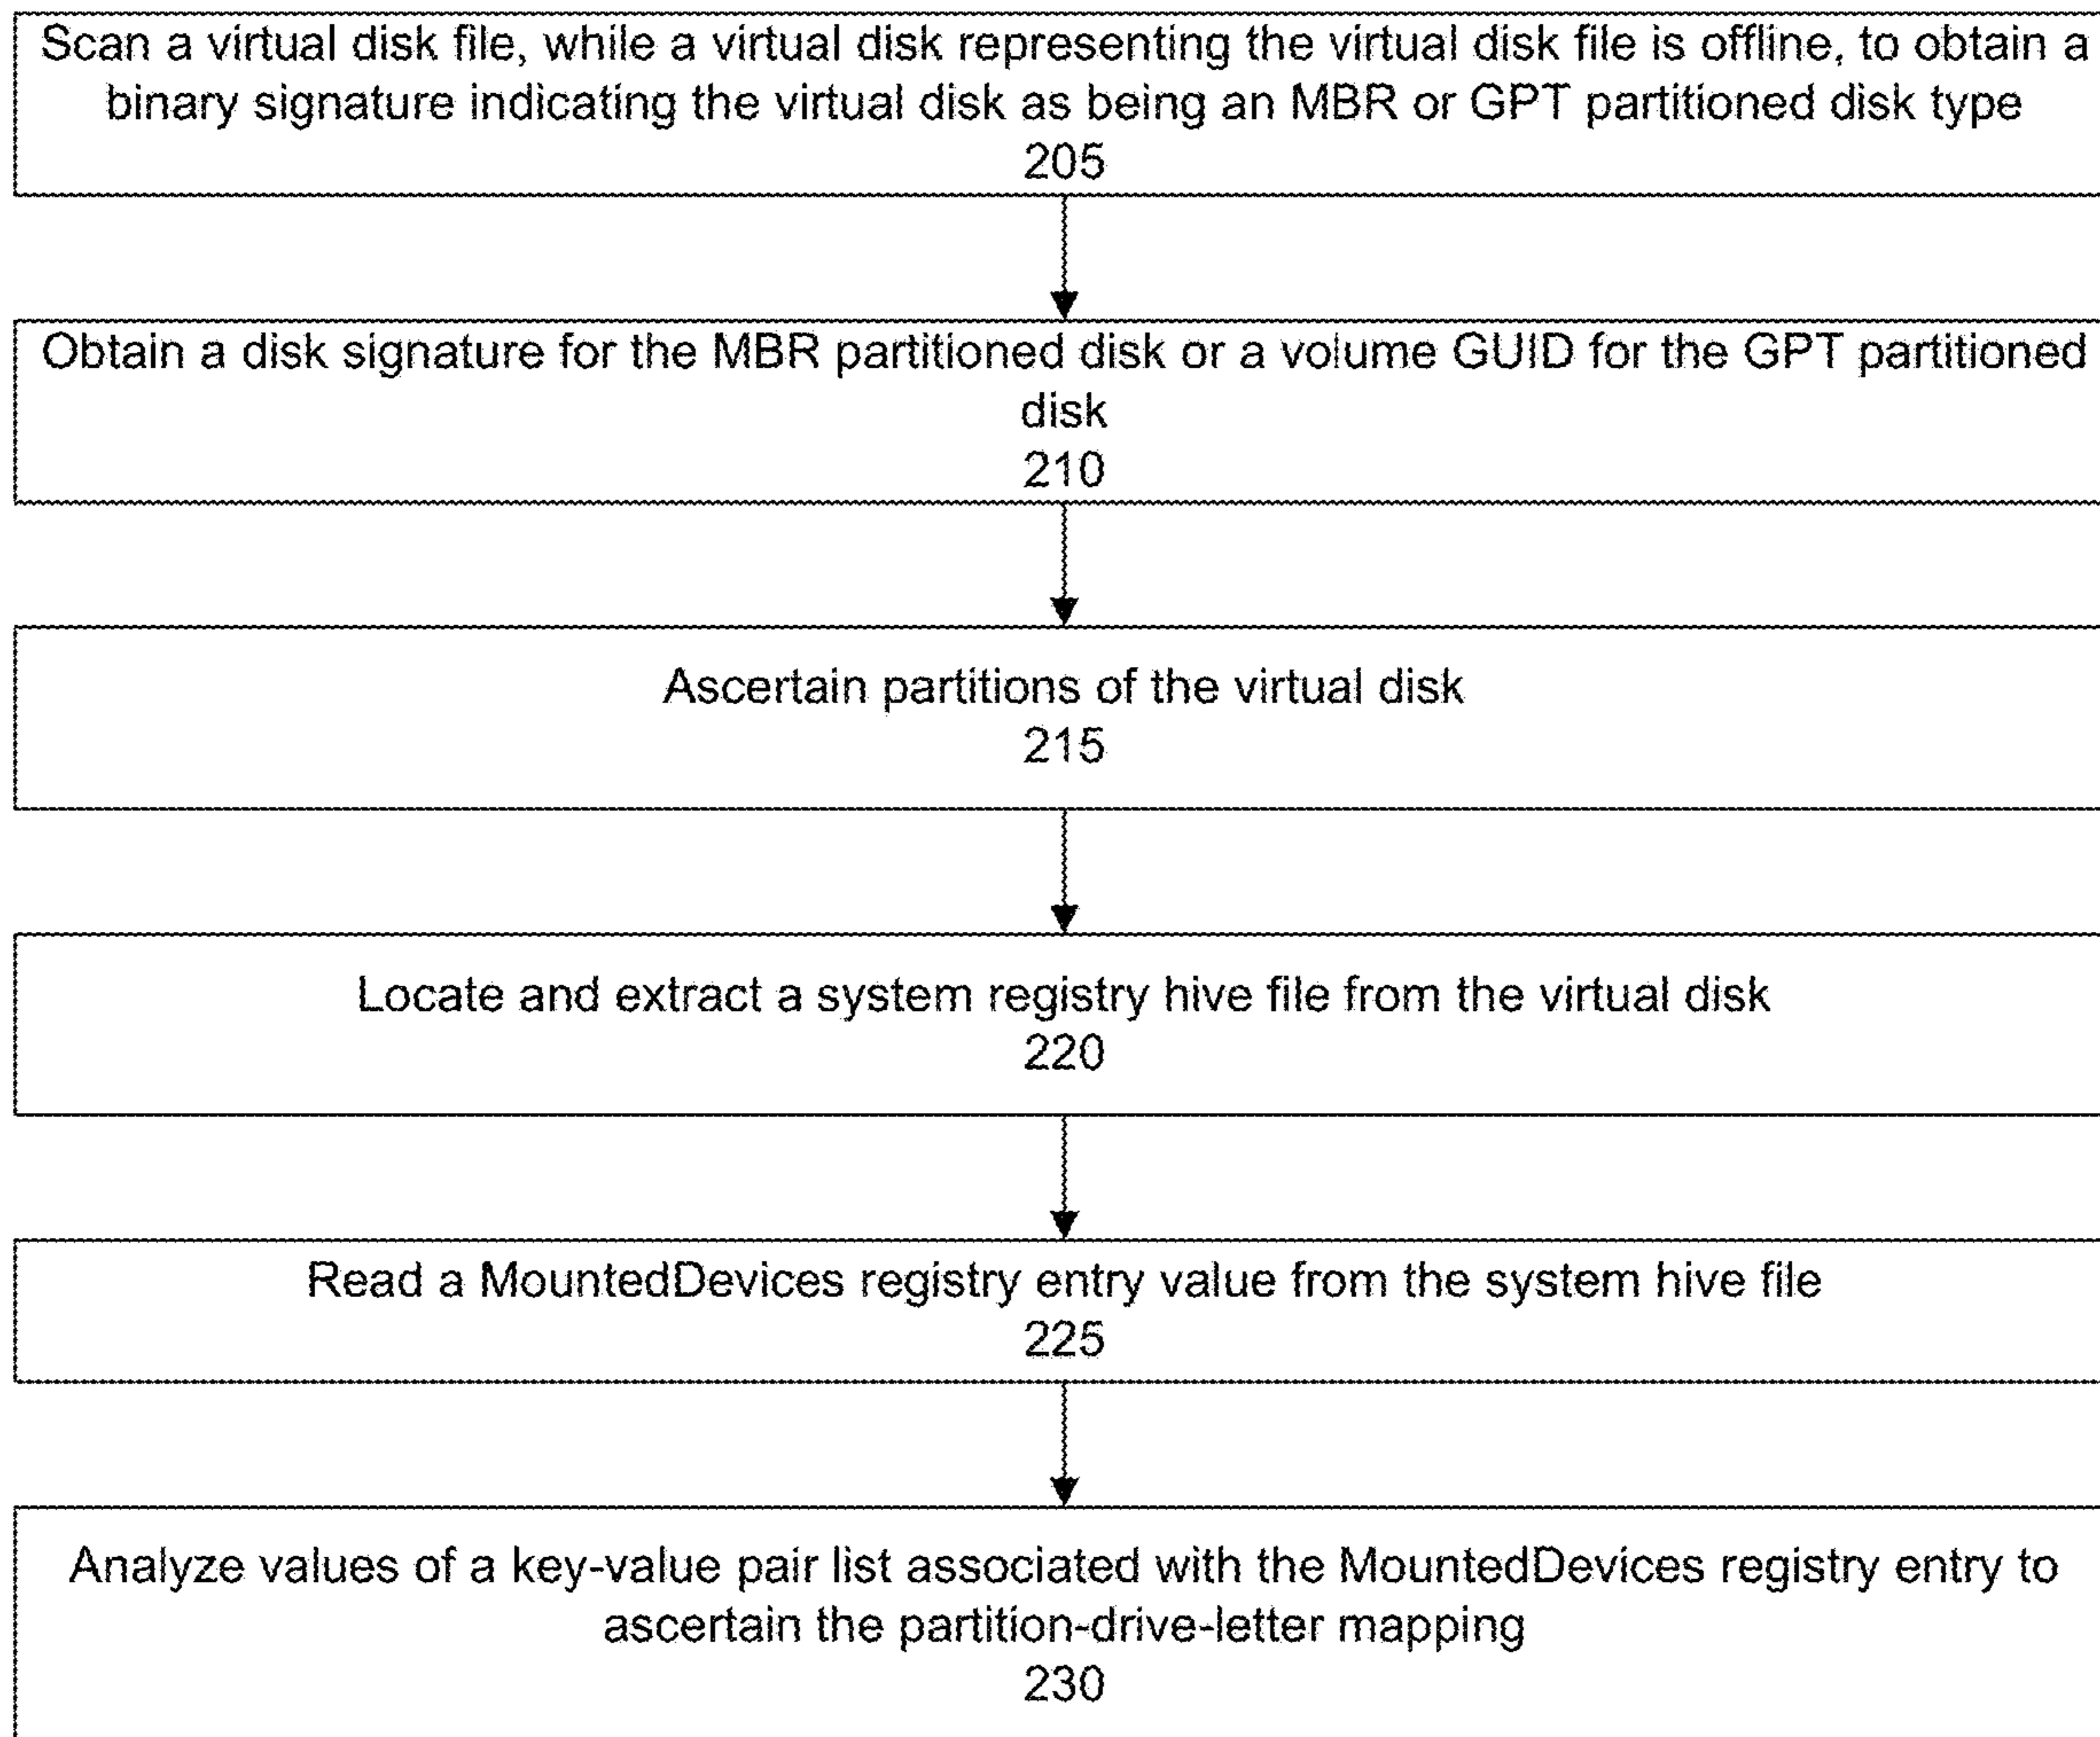 Scan a virtual disk file, while a virtual disk representing the virtual disk file is offline, to obtain a
binary signature indicating the virtual disk as being an MBR or GPT partitioned disk type
205
Obtain a disk signature for the MBR partitioned disk or a volume GUID for the GPT partitioned
disk
210
Ascertain partitions of the virtual disk
215
Locate and extract a system registry hive file from the virtual disk
220
Read a MountedDevices registry entry value from the system hive file
225
Analyze values of a key-value pair list associated with the MountedDevices registry entry to
ascertain the partition-drive-letter mapping
230